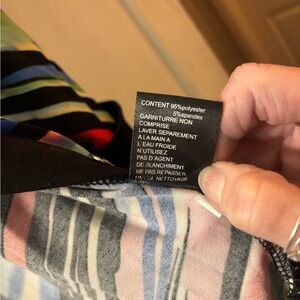 CONTENT 95%polyester
5%spandex
GARNITURRE NON
COMPRISE
LAVER SEPAREMENT
A LA MAIN A
L'EAU FROIDE
N'UTILISEZ
PAS D'AGENT
DE BLANCHIMENT
NE PAS REPASSER
NETTOYAGE